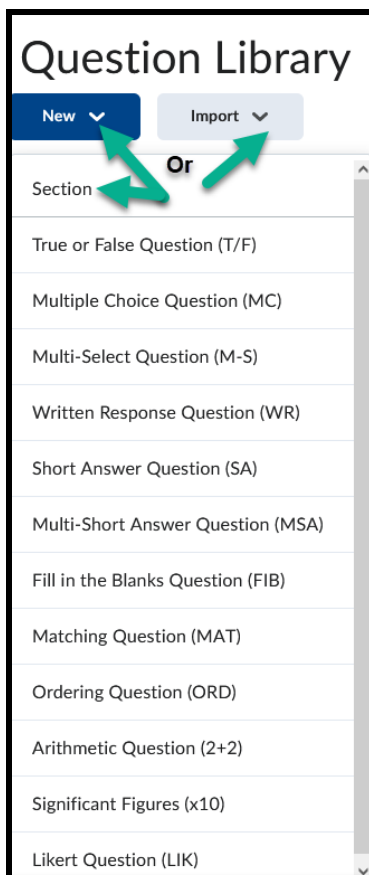 Question Library
New
Import
Or
Section
True or False Question (T/F)
Multiple Choice Question (MC)
Multi-Select Question (M-S)
Written Response Question (WR)
Short Answer Question (SA)
Multi-Short Answer Question (MSA)
Fill in the Blanks Question (FIB)
Matching Question (MAT)
Ordering Question (ORD)
Arithmetic Question (2+2)
Significant Figures (x10)
Likert Question (LIK)